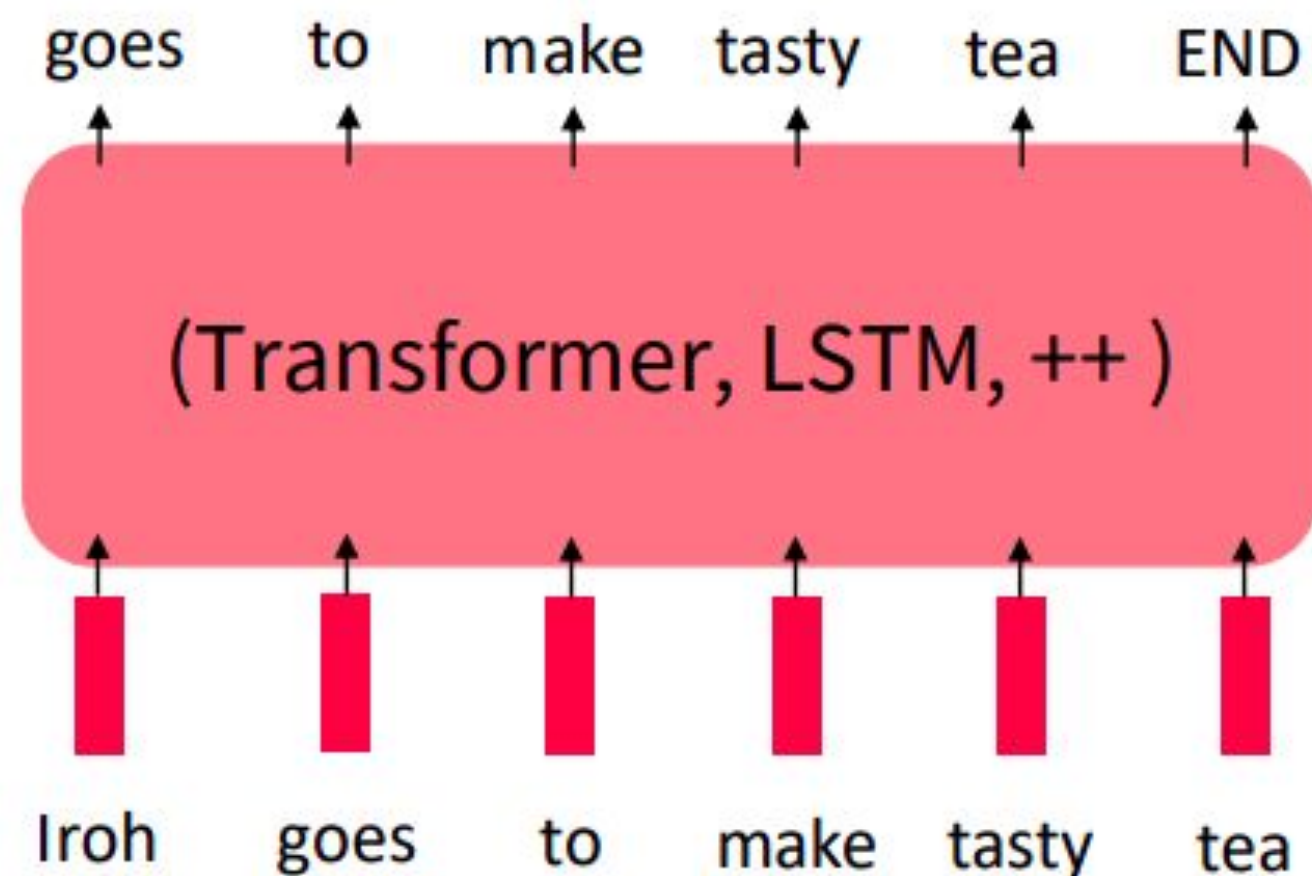 goes to make tasty tea END
(Transformer, LSTM, ++ )
Iroh goes to make tasty tea